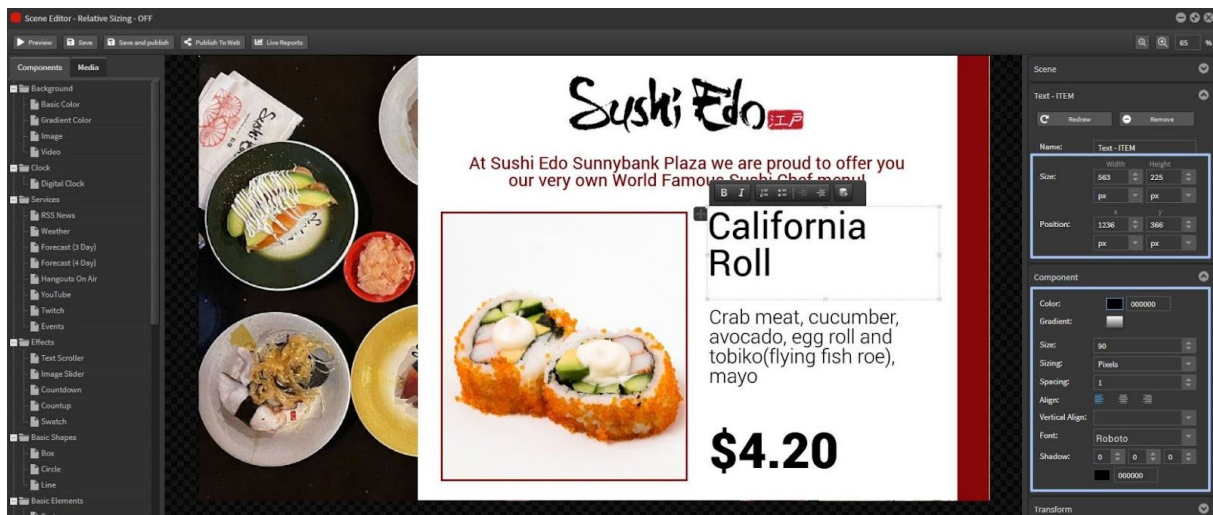 Scene Editor - Relative Sizing - OFF
Preview Save Save and publish Publish To Web Live Reports
65 %
Components Media
Background
Basic Color
Gradient Color
Image
Video
Clock
Digital Clock
Services
RSS News
Weather
Forecast (3 Day)
Forecast (4 Day)
Hangouts On Air
YouTube
Twitch
Events
Effects
Text Scroller
Image Slider
Countdown
Countup
Swatch
Basic Shapes
Box
Circle
Line
Basic Elements
Sushi Edo 江戸
At Sushi Edo Sunnybank Plaza we are proud to offer you
our very own World Famous Sushi Chef menu!
B I
California
Roll
Crab meat, cucumber,
avocado, egg roll and
tobiko(flying fish roe),
mayo
$4.20
Scene
Text - ITEM
Redraw Remove
Name: Text - ITEM
Width Height
Size: 563 225
px px
x y
Position: 1236 366
px px
Component
Color: 000000
Gradient:
Size: 90
Sizing: Pixels
Spacing: 1
Align:
Vertical Align:
Font: Roboto
Shadow: 0 0 0
000000
Transform